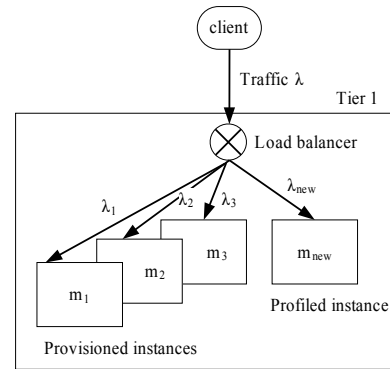 client
Traffic λ
Tier 1
Load balancer
λ1
λ2
λ3
λnew
m1
m2
m3
mnew
Profiled instance
Provisioned instances